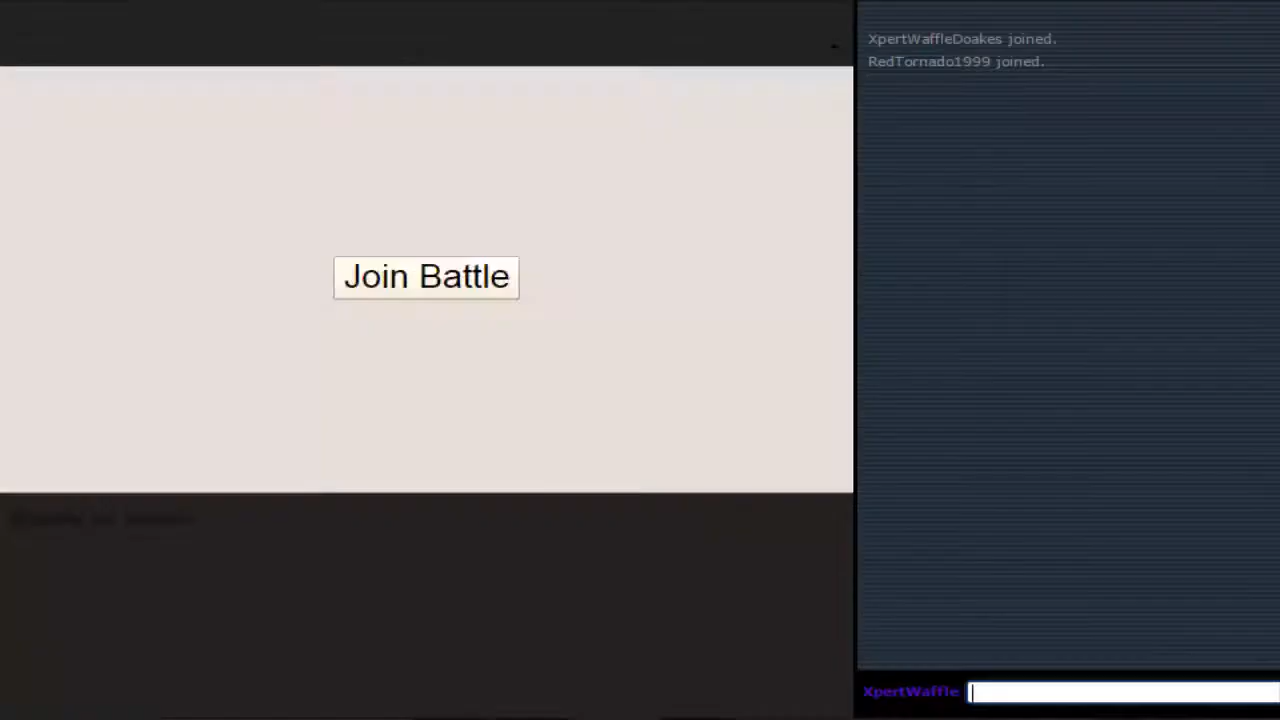 XpertWaffleDoakes joined.
RedTornado1999 joined.
Join Battle
XpertWaffle